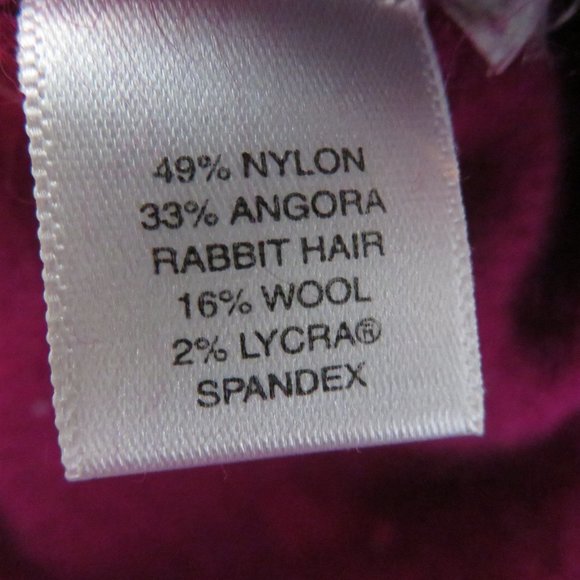 49% NYLON
33% ANGORA
RABBIT HAIR
16% WOOL
2% LYCRA®
SPANDEX